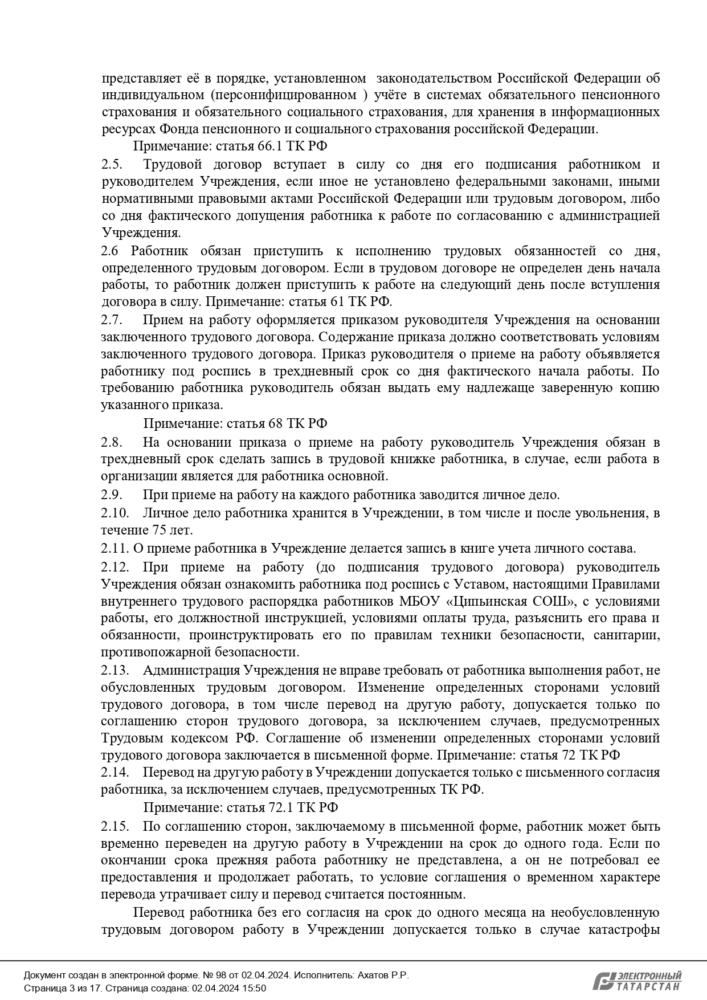 представляет её в порядке, установленном законодательством Российской Федерации об
индивидуальном (персонифицированном ) учёте в системах обязательного пенсионного
страхования и обязательного социального страхования, для хранения в информационных
ресурсах Фонда пенсионного и социального страхования российской Федерации.
Примечание: статья 66.1 ТК РФ
2.5. Трудовой договор вступает в силу со дня его подписания работником и
руководителем Учреждения, если иное не установлено федеральными законами, иными
нормативными правовыми актами Российской Федерации или трудовым договором, либо
со дня фактического допущения работника к работе по согласованию с администрацией
Учреждения.
2.6 Работник обязан приступить к исполнению трудовых обязанностей со дня,
определенного трудовым договором. Если в трудовом договоре не определен день начала
работы, то работник должен приступить к работе на следующий день после вступления
договора в силу. Примечание: статья 61 ТК РФ.
2.7. Прием на работу оформляется приказом руководителя Учреждения на основании
заключенного трудового договора. Содержание приказа должно соответствовать условиям
заключенного трудового договора. Приказ руководителя о приеме на работу объявляется
работнику под роспись в трехдневный срок со дня фактического начала работы. По
требованию работника руководитель обязан выдать ему надлежаще заверенную копию
указанного приказа.
Примечание: статья 68 ТК РФ
2.8. На основании приказа о приеме на работу руководитель Учреждения обязан в
трехдневный срок сделать запись в трудовой книжке работника, в случае, если работа в
организации является для работника основной.
2.9. При приеме на работу на каждого работника заводится личное дело.
2.10. Личное дело работника хранится в Учреждении, в том числе и после увольнения, в
течение 75 лет.
2.11. О приеме работника в Учреждение делается запись в книге учета личного состава.
2.12. При приеме на работу (до подписания трудового договора) руководитель
Учреждения обязан ознакомить работника под роспись с Уставом, настоящими Правилами
внутреннего трудового распорядка работников МБОУ «Ципьинская СОШ», с условиями
работы, его должностной инструкцией, условиями оплаты труда, разъяснить его права и
обязанности, проинструктировать его по правилам техники безопасности, санитарии,
противопожарной безопасности.
2.13. Администрация Учреждения не вправе требовать от работника выполнения работ, не
обусловленных трудовым договором. Изменение определенных сторонами условий
трудового договора, в том числе перевод на другую работу, допускается только по
соглашению сторон трудового договора, за исключением случаев, предусмотренных
Трудовым кодексом РФ. Соглашение об изменении определенных сторонами условий
трудового договора заключается в письменной форме. Примечание: статья 72 ТК РФ
2.14. Перевод на другую работу в Учреждении допускается только с письменного согласия
работника, за исключением случаев, предусмотренных ТК РФ.
Примечание: статья 72.1 ТК РФ
2.15. По соглашению сторон, заключаемому в письменной форме, работник может быть
временно переведен на другую работу в Учреждении на срок до одного года. Если по
окончании срока прежняя работа работнику не представлена, а он не потребовал ее
предоставления и продолжает работать, то условие соглашения о временном характере
перевода утрачивает силу и перевод считается постоянным.
Перевод работника без его согласия на срок до одного месяца на необусловленную
трудовым договором работу в Учреждении допускается только в случае катастрофы
Документ создан в электронной форме. № 98 от 02.04.2024. Исполнитель: Ахатов Р.Р.
Страница 3 из 17. Страница создана: 02.04.2024 15:50
ЭЛЕКТРОННЫЙ
ТАТАРСТАН